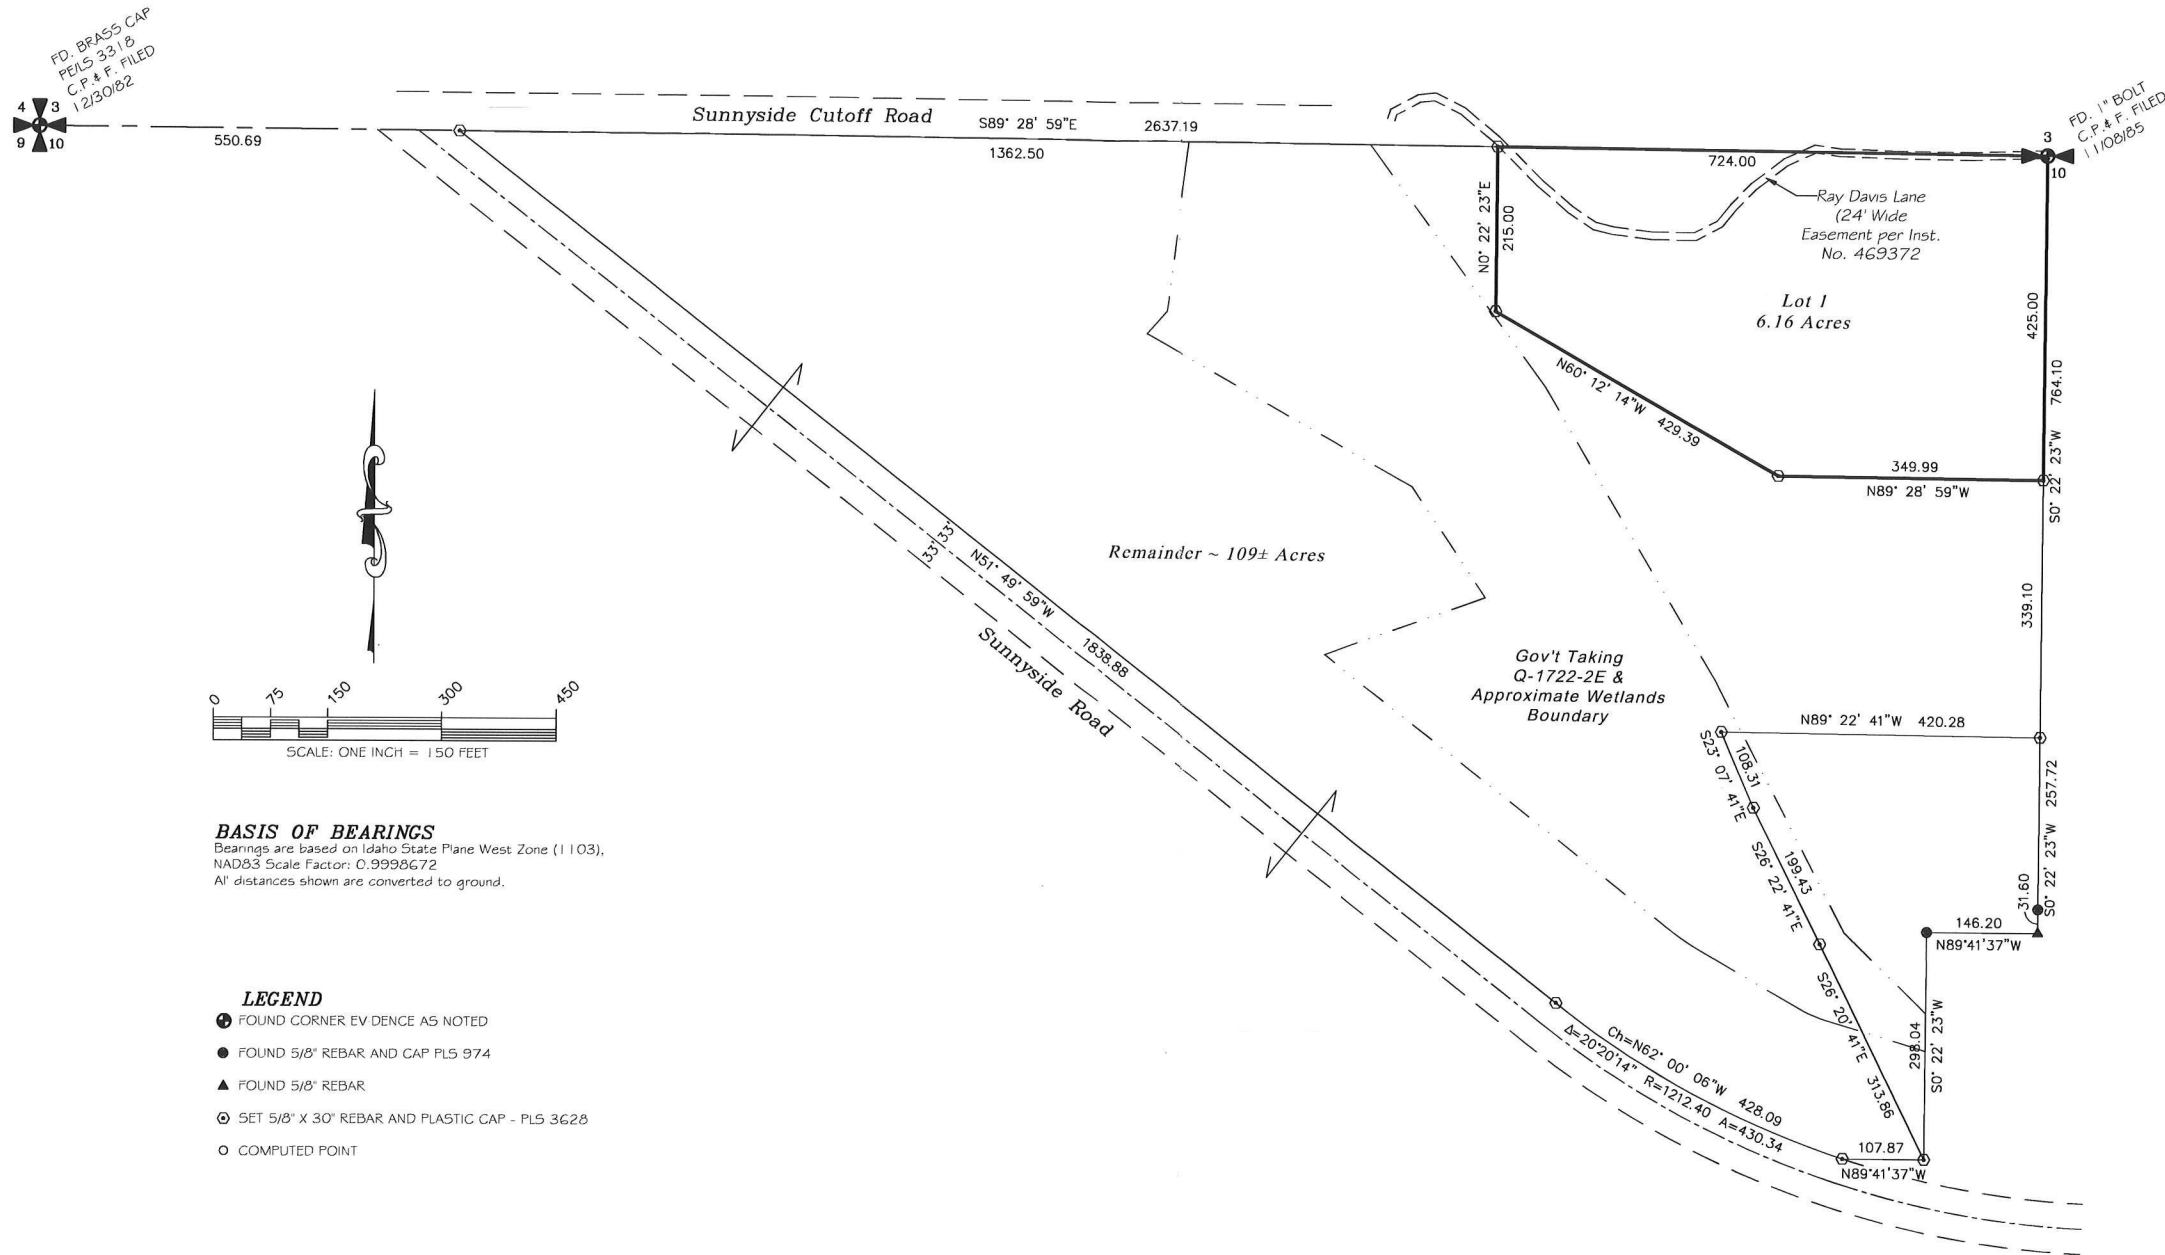 FD. BRASS CAP
PE/LS 3318
C.P.& F. FILED
12/30/82
4 3
9 10
550.69
Sunnyside Cutoff Road
S89° 28' 59"E 2637.19
1362.50
724.00
FD. 1" BOLT
C.P.& F. FILED
11/08/85
3
10
Ray Davis Lane
(24' Wide
Easement per Inst.
No. 469372
N0° 22' 23"E
215.00
Lot 1
6.16 Acres
425.00
764.10
S0° 22' 23"W
N60° 12' 14"W 429.39
349.99
N89° 28' 59"W
33' 33'
N51° 49' 59"W 1838.88
Sunnyside Road
Remainder ~ 109± Acres
339.10
Gov't Taking
Q-1722-2E &
Approximate Wetlands
Boundary
N89° 22' 41"W 420.28
S23° 07' 41"E
108.31
257.72
S0° 22' 23"W
31.60
S26° 22' 41"E
199.43
146.20
N89°41'37"W
S26° 20' 41"E 313.86
298.04
S0° 22' 23"W
Ch=N62° 00' 06"W 428.09
Δ=20°20'14" R=1212.40 A=430.34
107.87
N89°41'37"W
0 75 150 300 450
SCALE: ONE INCH = 150 FEET
BASIS OF BEARINGS
Bearings are based on Idaho State Plane West Zone (1103),
NAD83 Scale Factor: 0.9998672
Al' distances shown are converted to ground.
LEGEND
FOUND CORNER EV DENCE AS NOTED
FOUND 5/8" REBAR AND CAP PLS 974
FOUND 5/8" REBAR
SET 5/8" X 30" REBAR AND PLASTIC CAP - PLS 3628
COMPUTED POINT